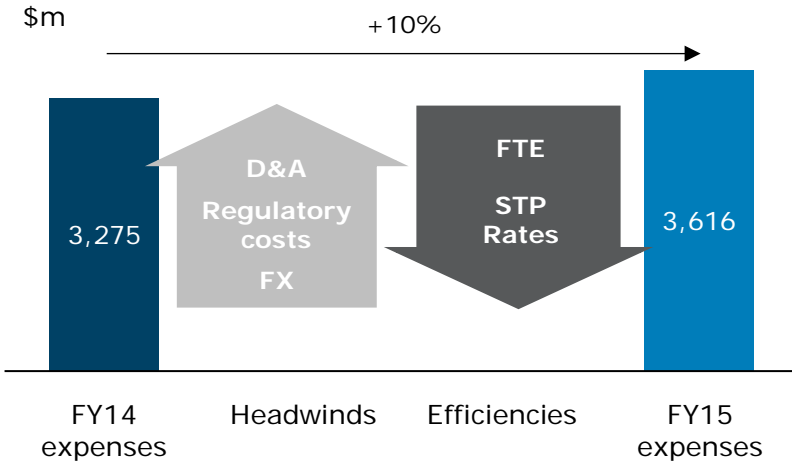 $m
+10%
3,275
D&A
Regulatory
costs
FX
FTE
STP
Rates
3,616
FY14
expenses
Headwinds
Efficiencies
FY15
expenses